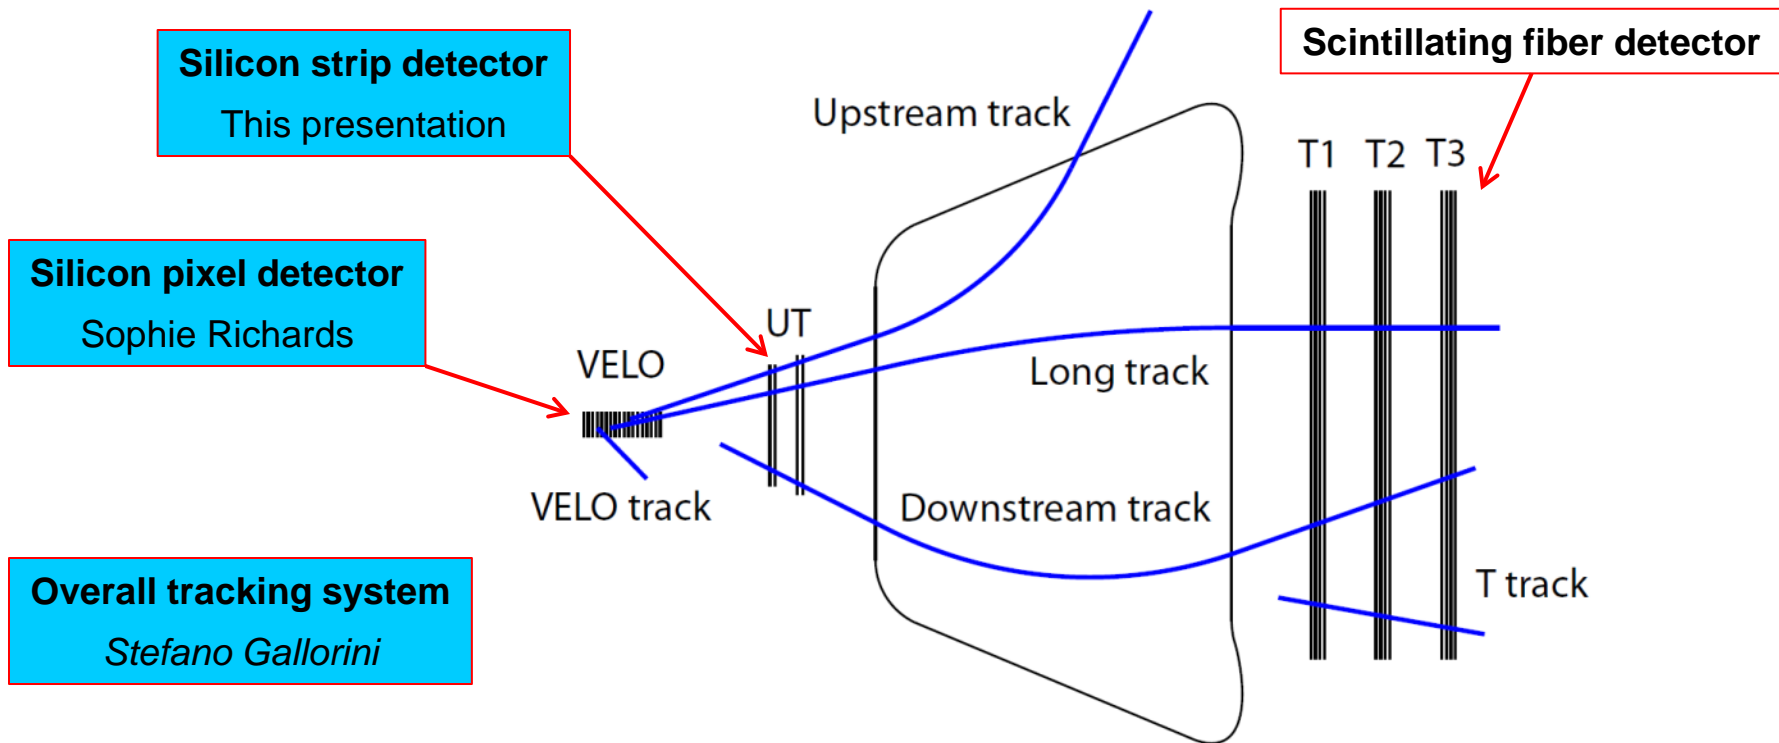 Silicon strip detector
This presentation
Scintillating fiber detector
Upstream track
T1 T2 T3
Silicon pixel detector
Sophie Richards
UT
VELO
Long track
VELO track
Downstream track
T track
Overall tracking system
Stefano Gallorini